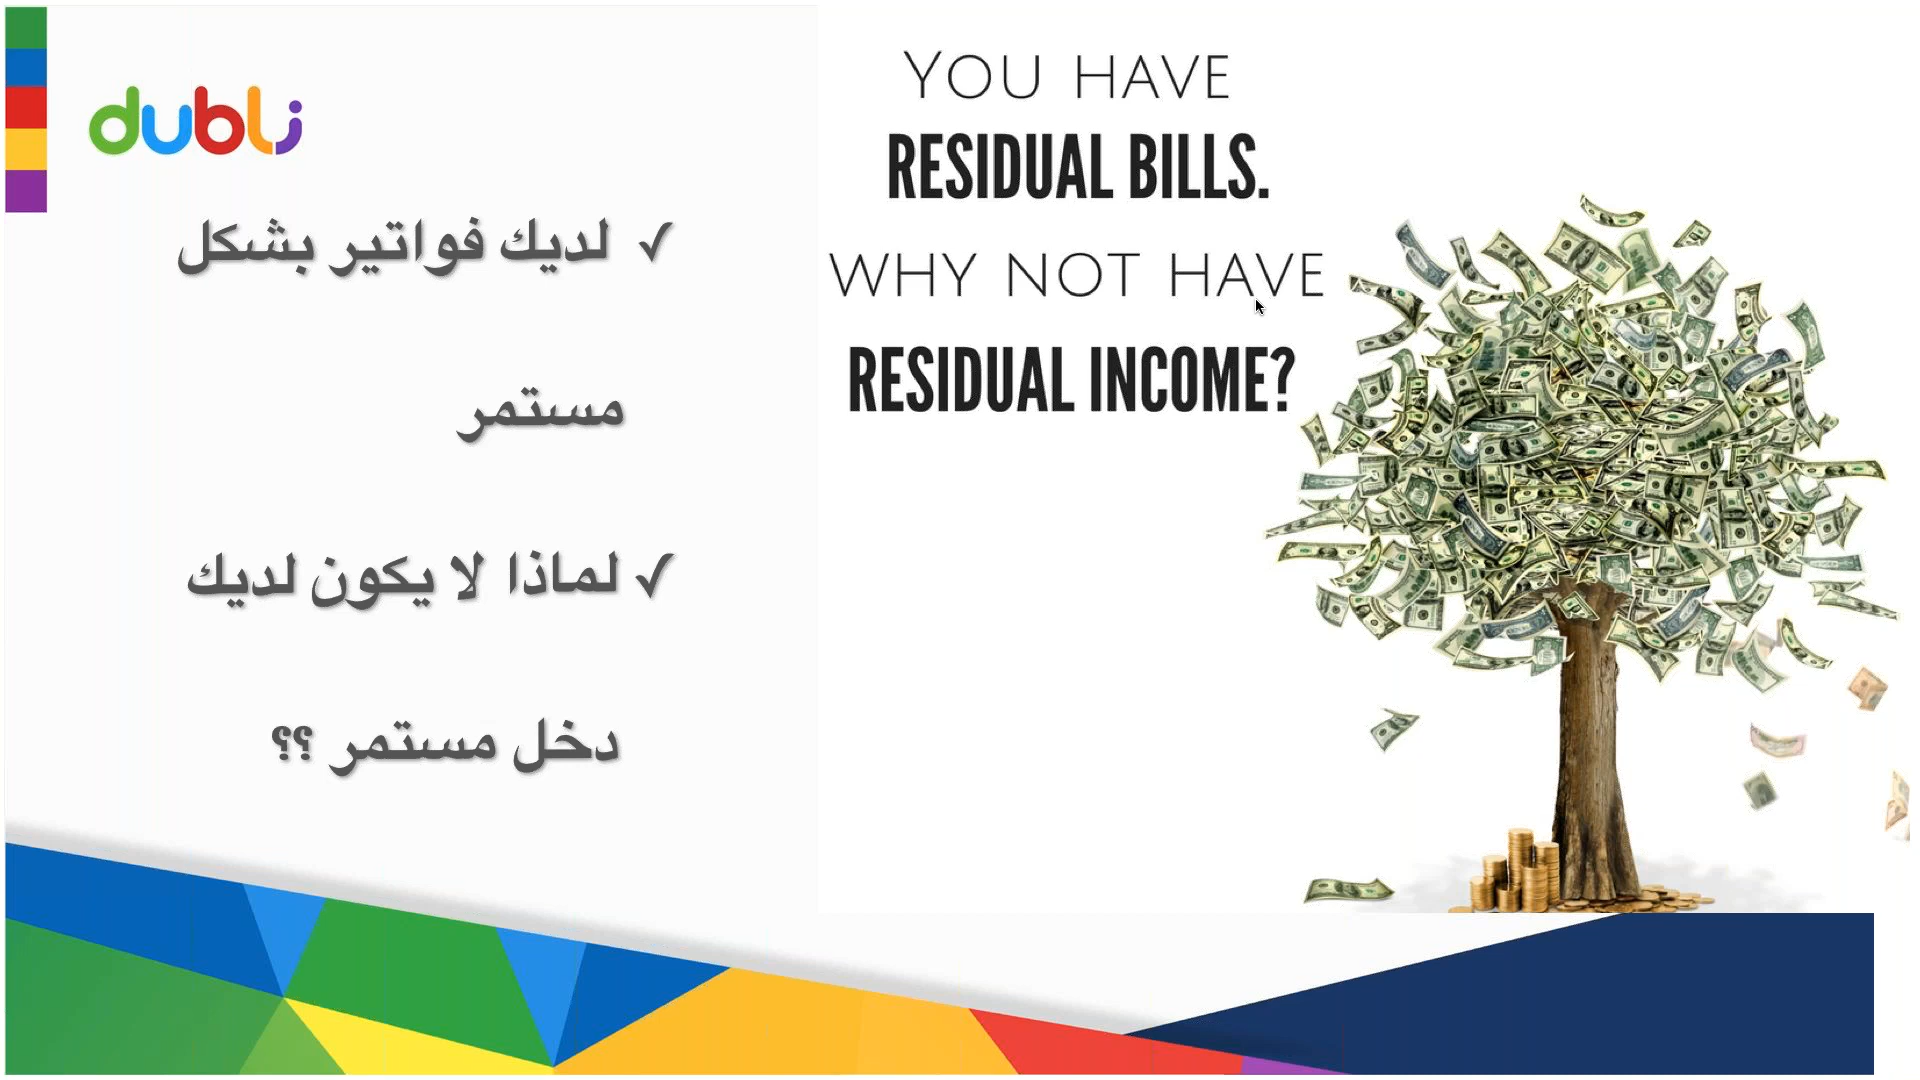 dubli
✓ لديك فواتير بشكل
مستمر
✓ لماذا لا يكون لديك
دخل مستمر ؟؟
YOU HAVE
RESIDUAL BILLS.
WHY NOT HAVE
RESIDUAL INCOME?